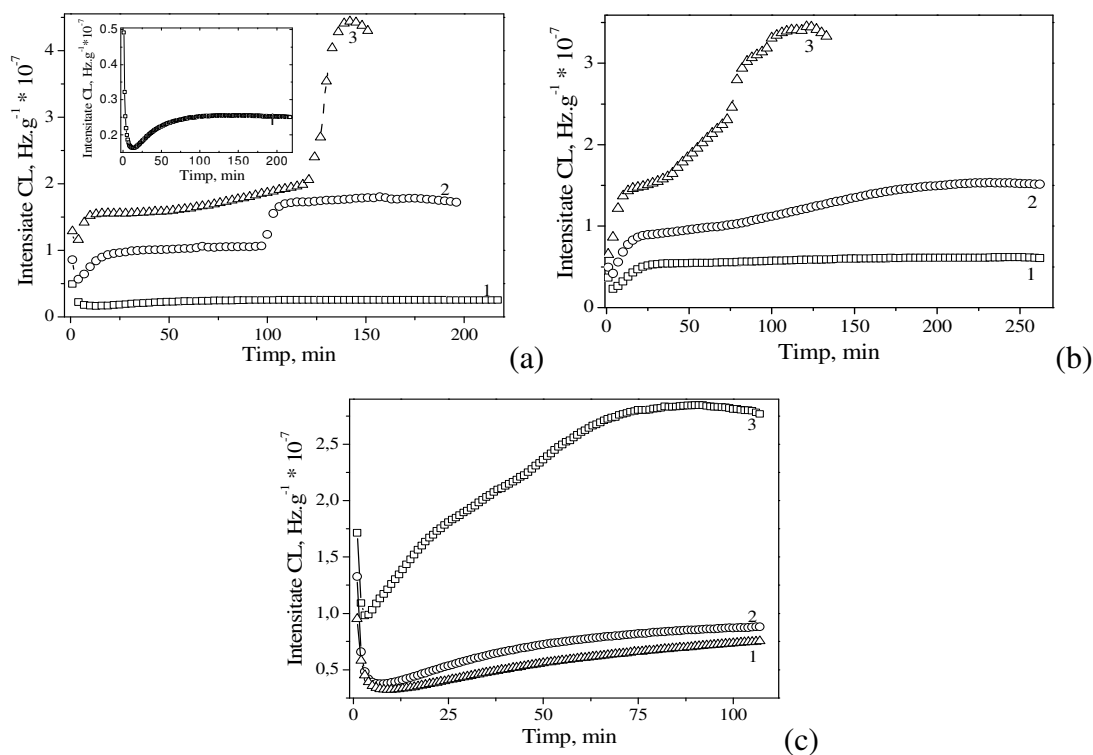 0.5
0.4
0.3
0.2
0 50 100 150 200
Intensitate CL, Hz.g⁻¹*10⁻⁷
Timp, min
4
3
2
1
0
0 50 100 150 200
Intensiate CL, Hz.g⁻¹ * 10⁻⁷
Timp, min
3
2
1
(a)
3
2
1
0
0 50 100 150 200 250
Intensitate CL, Hz.g⁻¹ * 10⁻⁷
Timp, min
3
2
1
(b)
2,5
2,0
1,5
1,0
0,5
0 25 50 75 100
Intensitate CL, Hz.g⁻¹ * 10⁻⁷
Timp, min
3
2
1
(c)